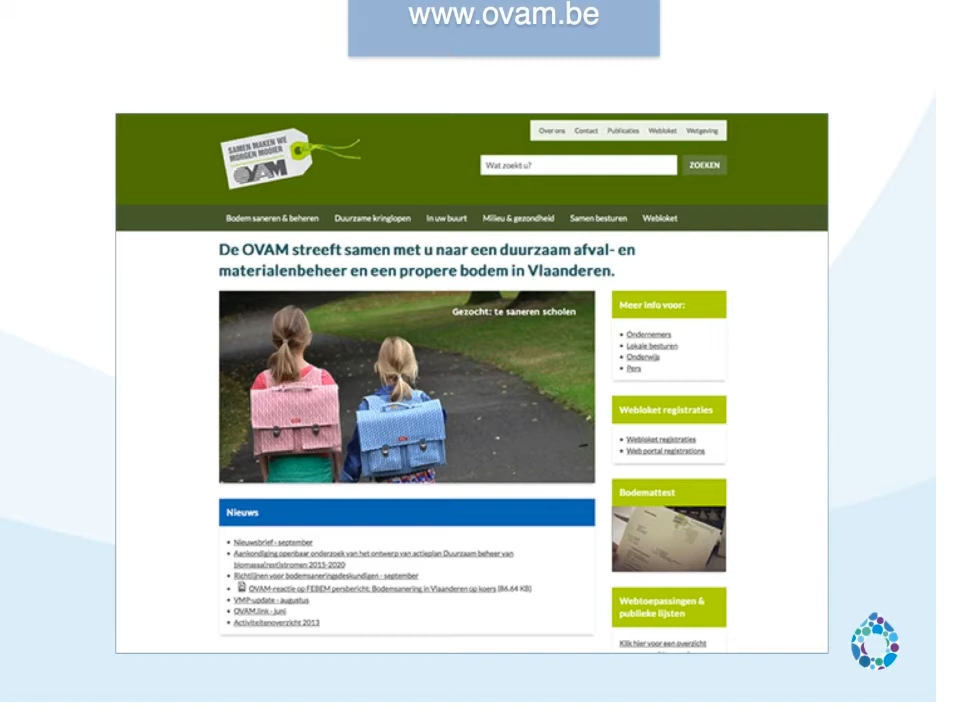 www.ovam.be
SAMEN MAKEN WE
MORGEN MOOIER
OVAM
Over ons Contact Publicaties Webloket Wetgeving
Wat zoekt u? ZOEKEN
Bodem saneren & beheren Duurzame kringlopen In uw buurt Milieu & gezondheid Samen besturen Webloket
De OVAM streeft samen met u naar een duurzaam afval- en
materialenbeheer en een propere bodem in Vlaanderen.
Gezocht: te saneren scholen
Meer info voor:
Ondernemers
Lokale besturen
Onderwijs
Pers
Webloket registraties
Webloket registraties
Web portal registrations
Bodemattest
Nieuws
Nieuwsbrief - september
Aankondiging openbaar onderzoek van het ontwerp van actieplan Duurzaam beheer van
biomassa(rest)stromen 2015-2020
Richtlijnen voor bodemsaneringsdeskundigen - september
OVAM-reactie op FEBEM persbericht: Bodemsanering in Vlaanderen op koers (86.64 KB)
VMP-update - augustus
OVAM.link - juni
Activiteitenoverzicht 2013
Webtoepassingen &
publieke lijsten
Klik hier voor een overzicht